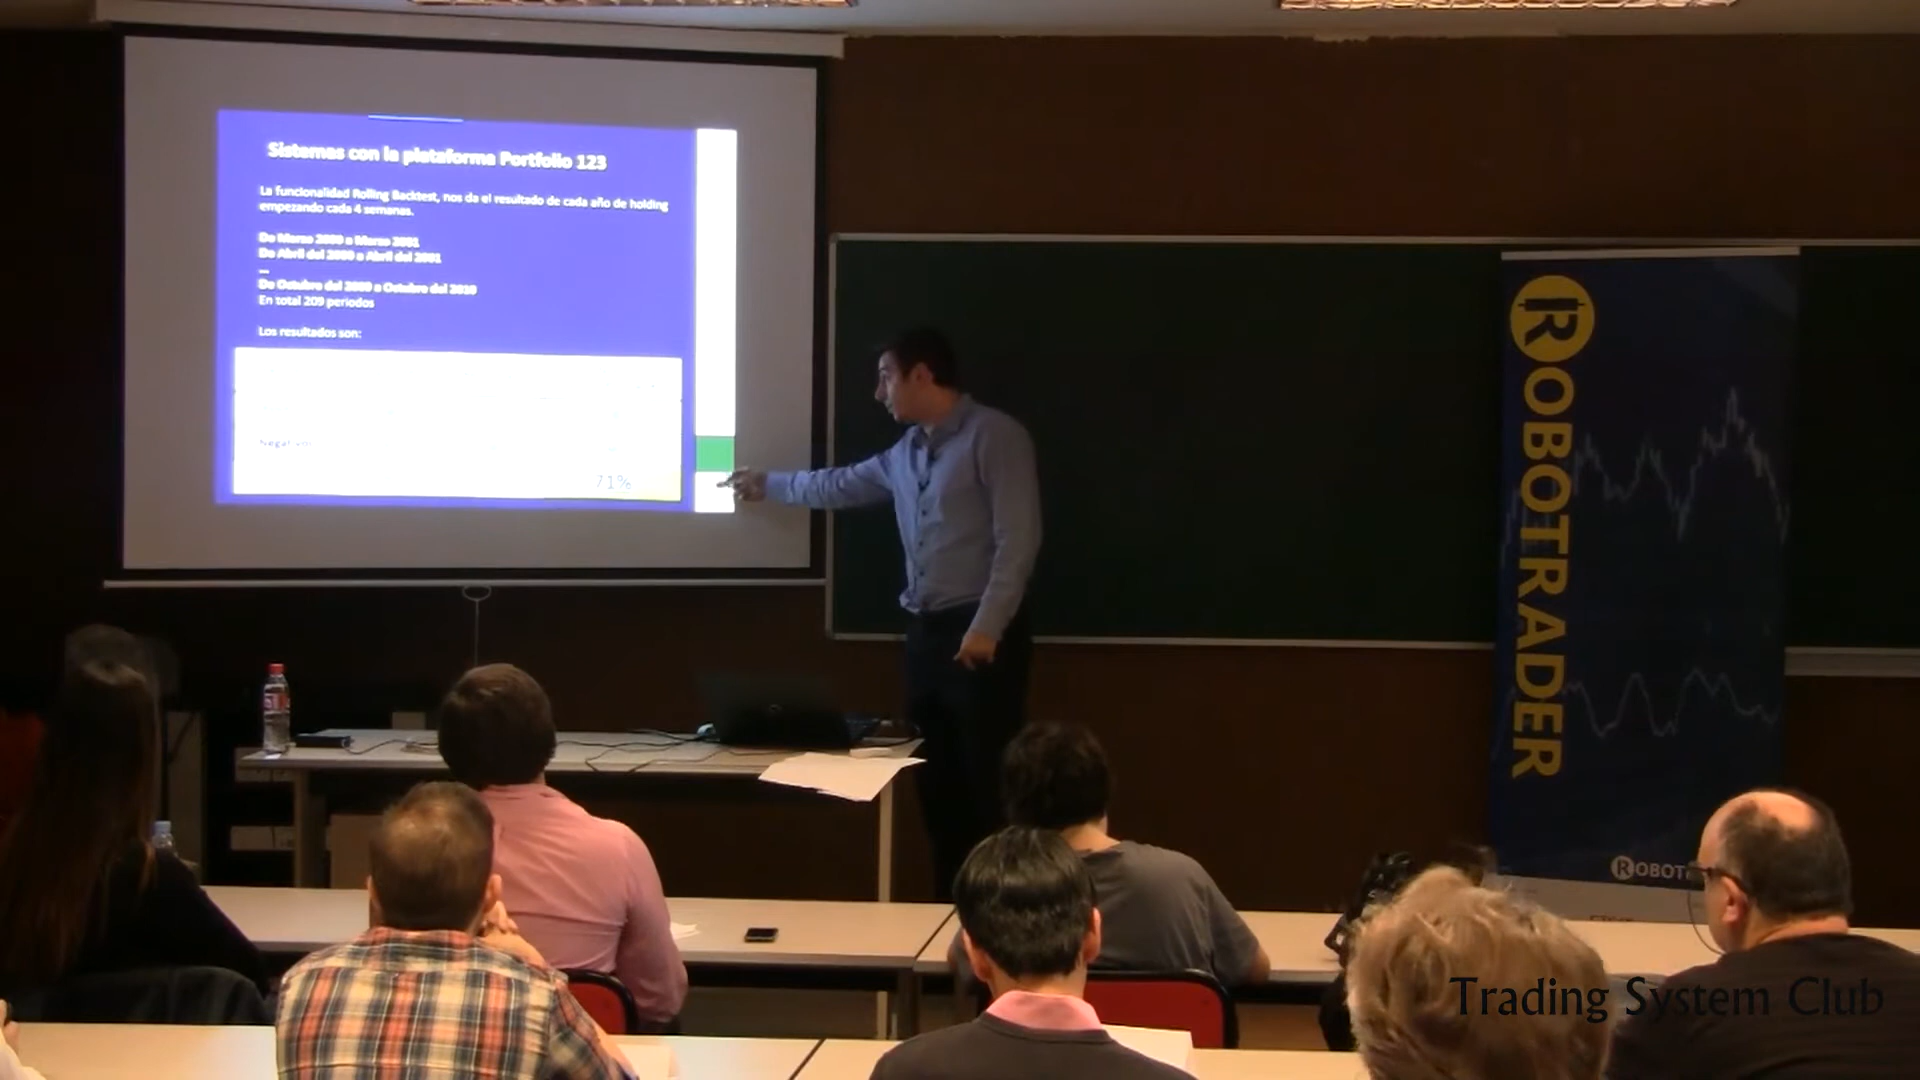 Sistemas con la plataforma Portfolio 123
La funcionalidad Rolling Backtest, nos da el resultado de cada año de holding
empezando cada 4 semanas.
De Marzo 2000 a Marzo 2001
De Abril del 2000 a Abril del 2001
...
De Octubre del 2009 a Octubre del 2010
En total 209 periodos
Los resultados son:
71%
ROBOTRADER
Trading System Club